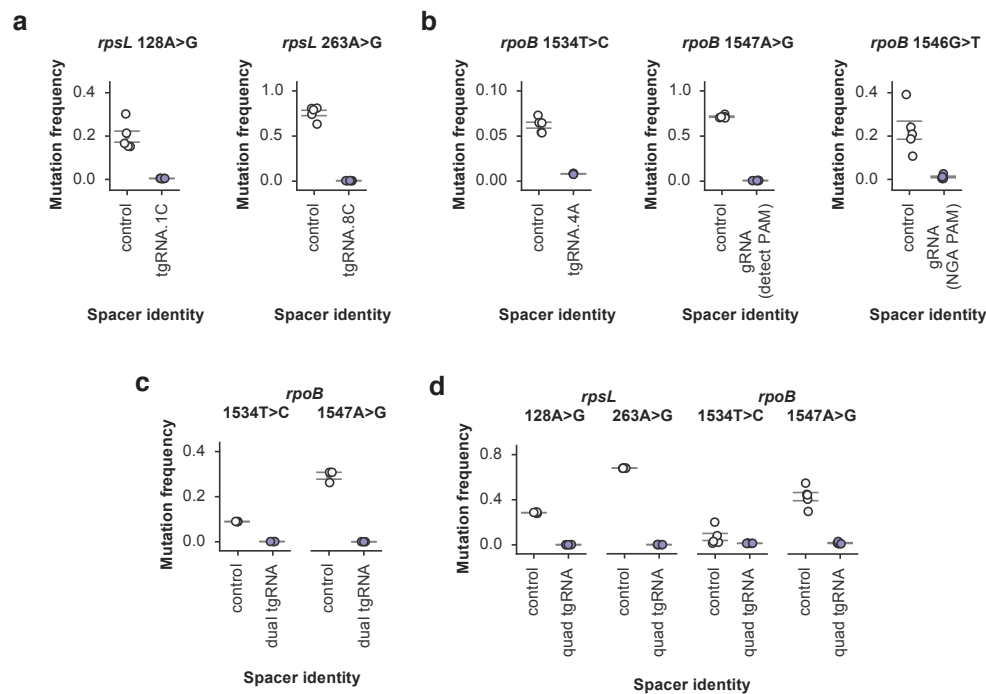 a
rpsL 128A>G
Mutation frequency
0.4
0.2
0.0
control
tgRNA.1C
Spacer identity
rpsL 263A>G
Mutation frequency
1.0
0.5
0.0
control
tgRNA.8C
Spacer identity
b
rpoB 1534T>C
Mutation frequency
0.10
0.05
0.00
control
tgRNA.4A
Spacer identity
rpoB 1547A>G
Mutation frequency
1.0
0.5
0.0
control
gRNA
(detect PAM)
Spacer identity
rpoB 1546G>T
Mutation frequency
0.4
0.2
0.0
control
gRNA
(NGA PAM)
Spacer identity
c
rpoB
1534T>C 1547A>G
Mutation frequency
0.4
0.2
0.0
control
dual tgRNA
control
dual tgRNA
Spacer identity
d
rpsL rpoB
128A>G 263A>G 1534T>C 1547A>G
Mutation frequency
0.8
0.4
0.0
control
quad tgRNA
control
quad tgRNA
control
quad tgRNA
control
quad tgRNA
Spacer identity